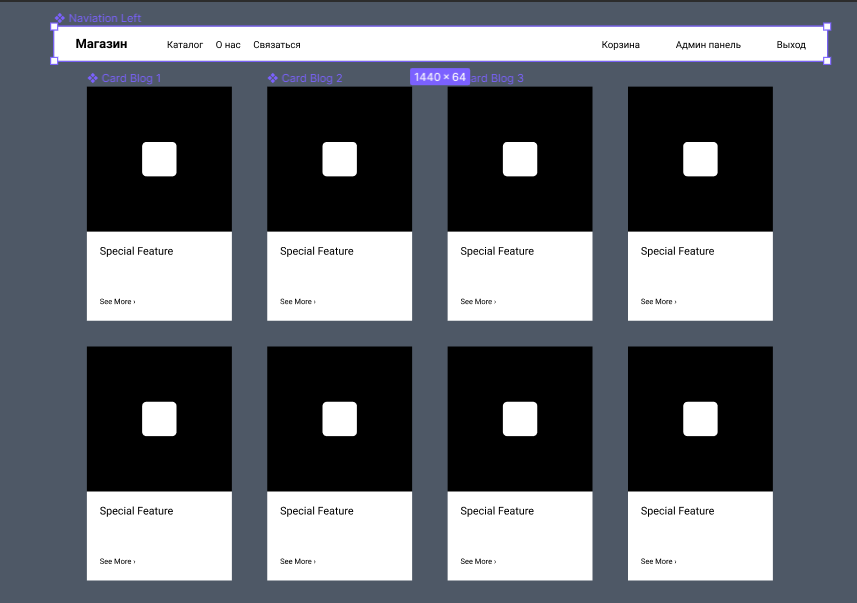 Naviation Left
Магазин Каталог О нас Связаться Корзина Админ панель Выход
Card Blog 1 Card Blog 2 1440 × 64 ard Blog 3
Special Feature Special Feature Special Feature Special Feature
See More › See More › See More › See More ›
Special Feature Special Feature Special Feature Special Feature
See More › See More › See More › See More ›